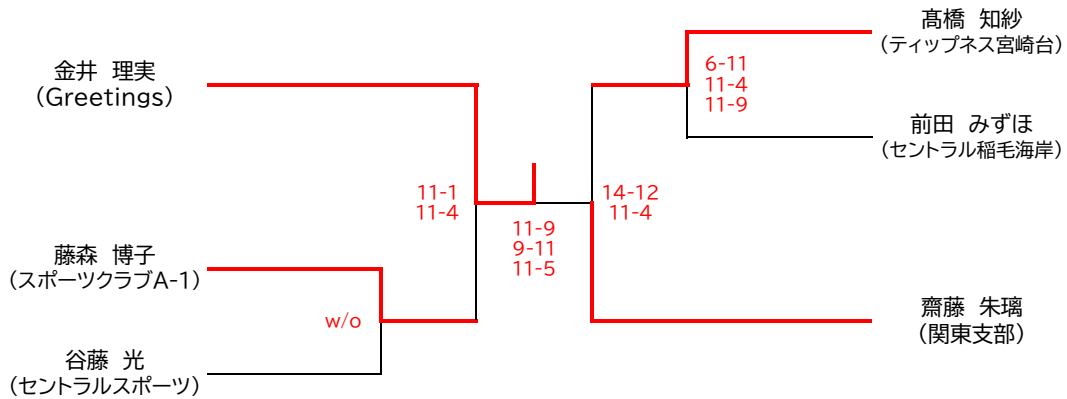 金井 理実
(Greetings)
藤森 博子
(スポーツクラブA-1)
谷藤 光
(セントラルスポーツ)
w/o
11-1
11-4
11-9
9-11
11-5
14-12
11-4
6-11
11-4
11-9
髙橋 知紗
(ティップネス宮崎台)
前田 みずほ
(セントラル稲毛海岸)
齋藤 朱璃
(関東支部)